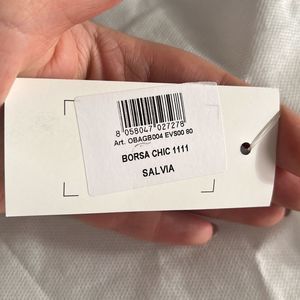 8 058047 027278
Art. OBAGB004 EVS00 80
BORSA CHIC 1111
SALVIA